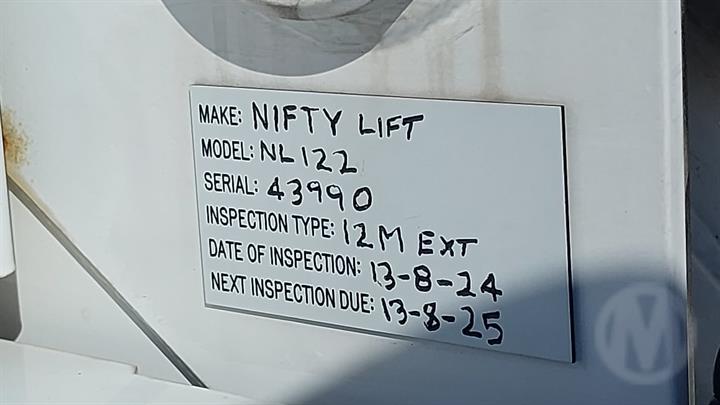 MAKE: NIFTY LIFT
MODEL: NL122
SERIAL: 43990
INSPECTION TYPE: 12M EXT
DATE OF INSPECTION: 13-8-24
NEXT INSPECTION DUE: 13-8-25
M